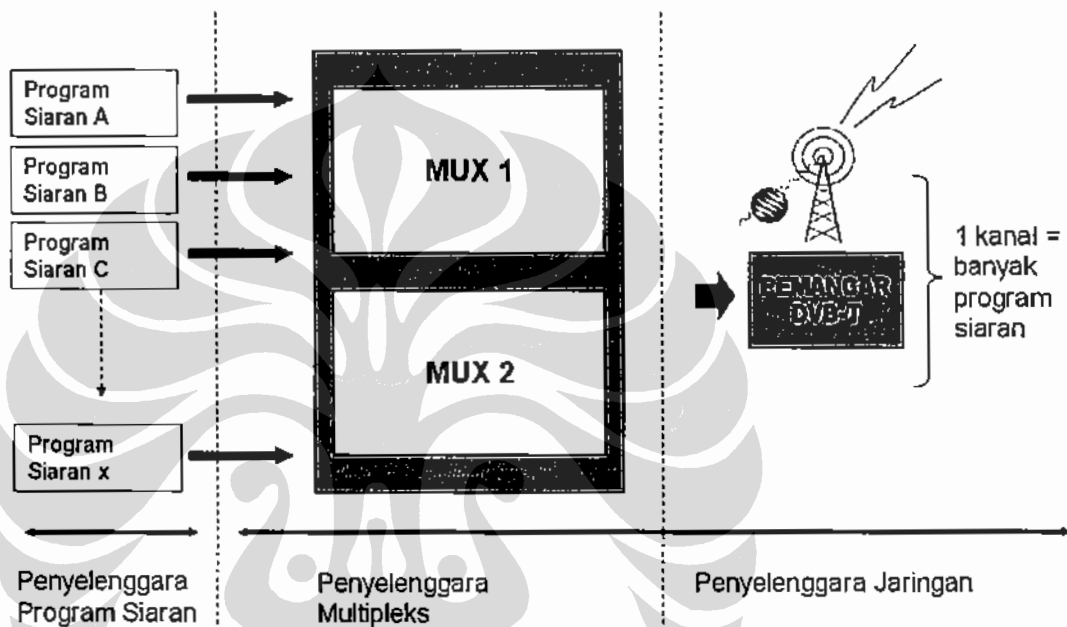 Program
Siaran A
Program
Siaran B
Program
Siaran C
Program
Siaran x
MUX 1
MUX 2
PEMANCAR
DVB-T
1 kanal =
banyak
program
siaran
Penyelenggara
Program Siaran
Penyelenggara
Multipleks
Penyelenggara Jaringan